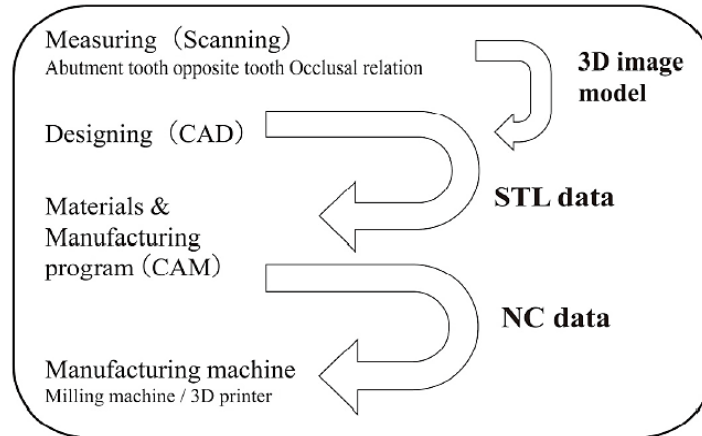 Measuring（Scanning）
Abutment tooth opposite tooth Occlusal relation
3D image
model
Designing（CAD）
STL data
Materials &
Manufacturing
program（CAM）
NC data
Manufacturing machine
Milling machine / 3D printer